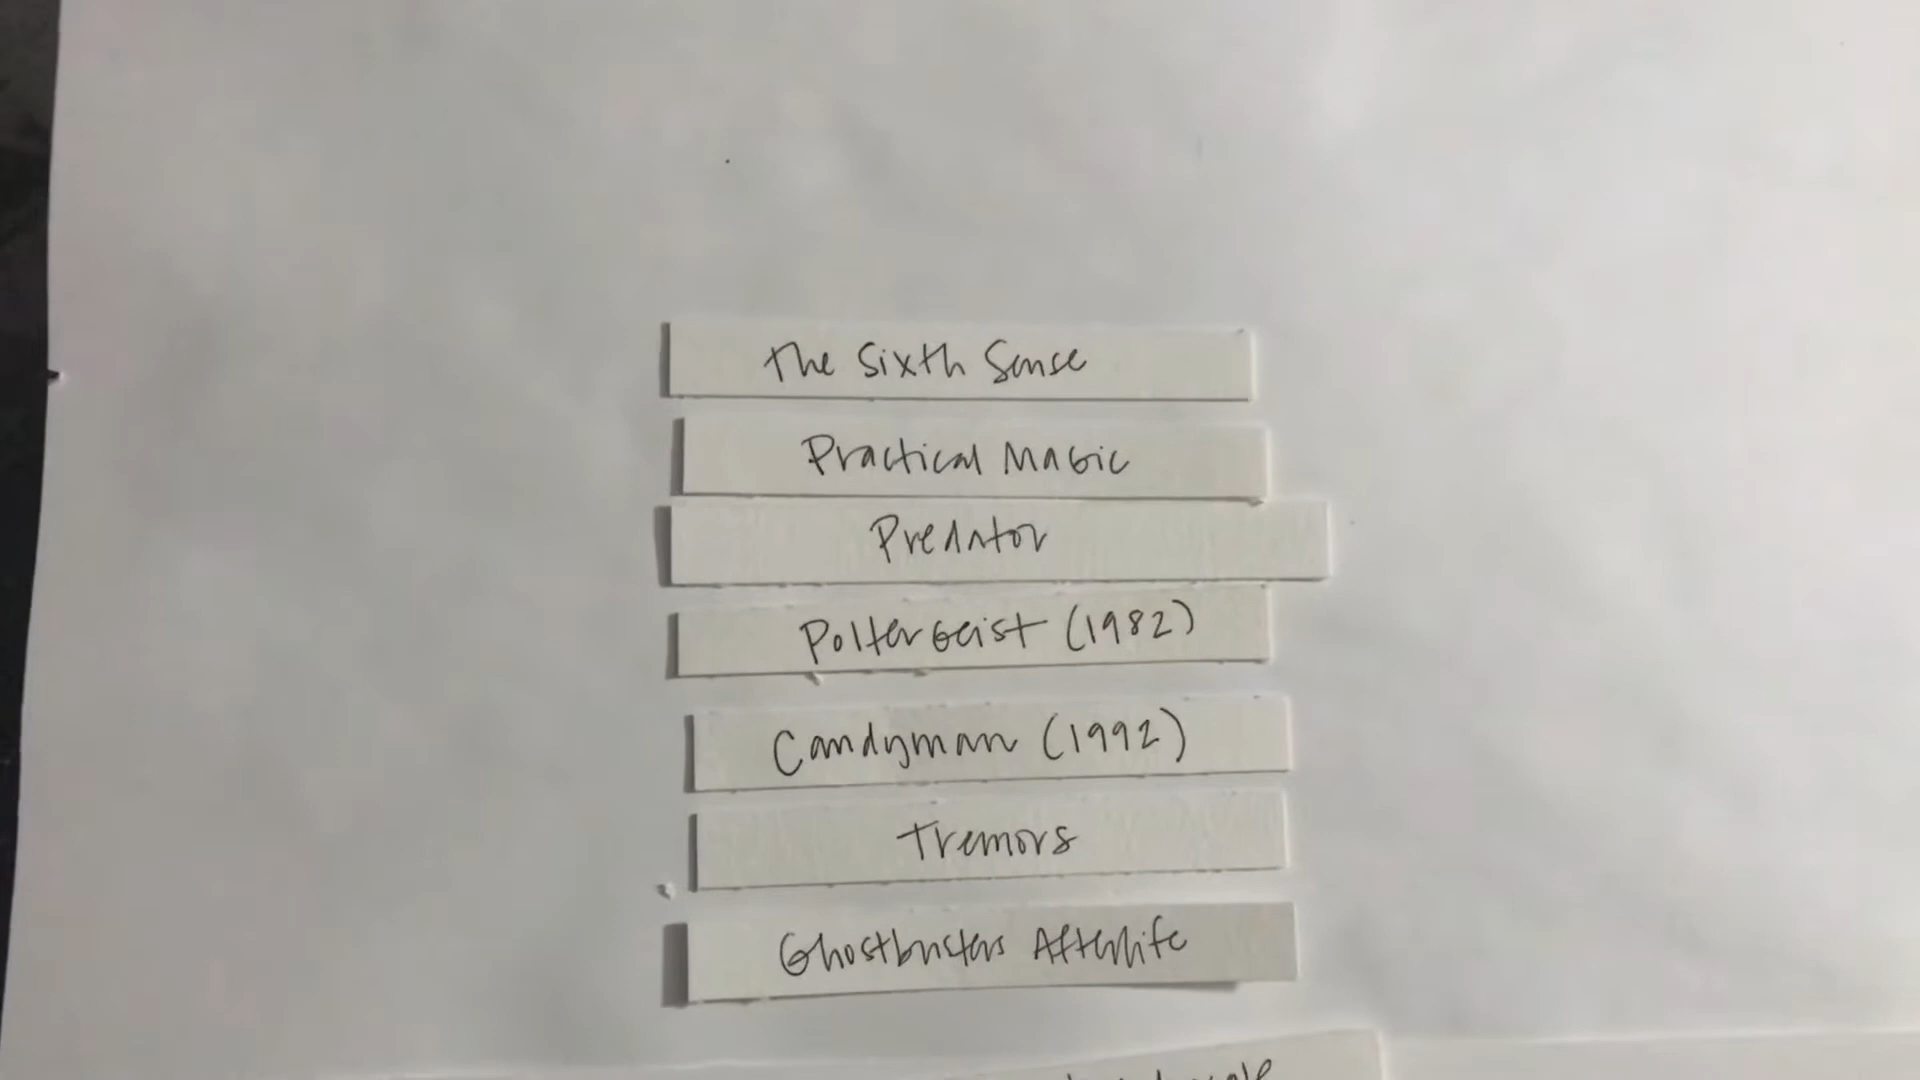 The Sixth Sense
Practical Magic
Predator
Poltergeist (1982)
Candyman (1992)
Tremors
Ghostbusters Afterlife